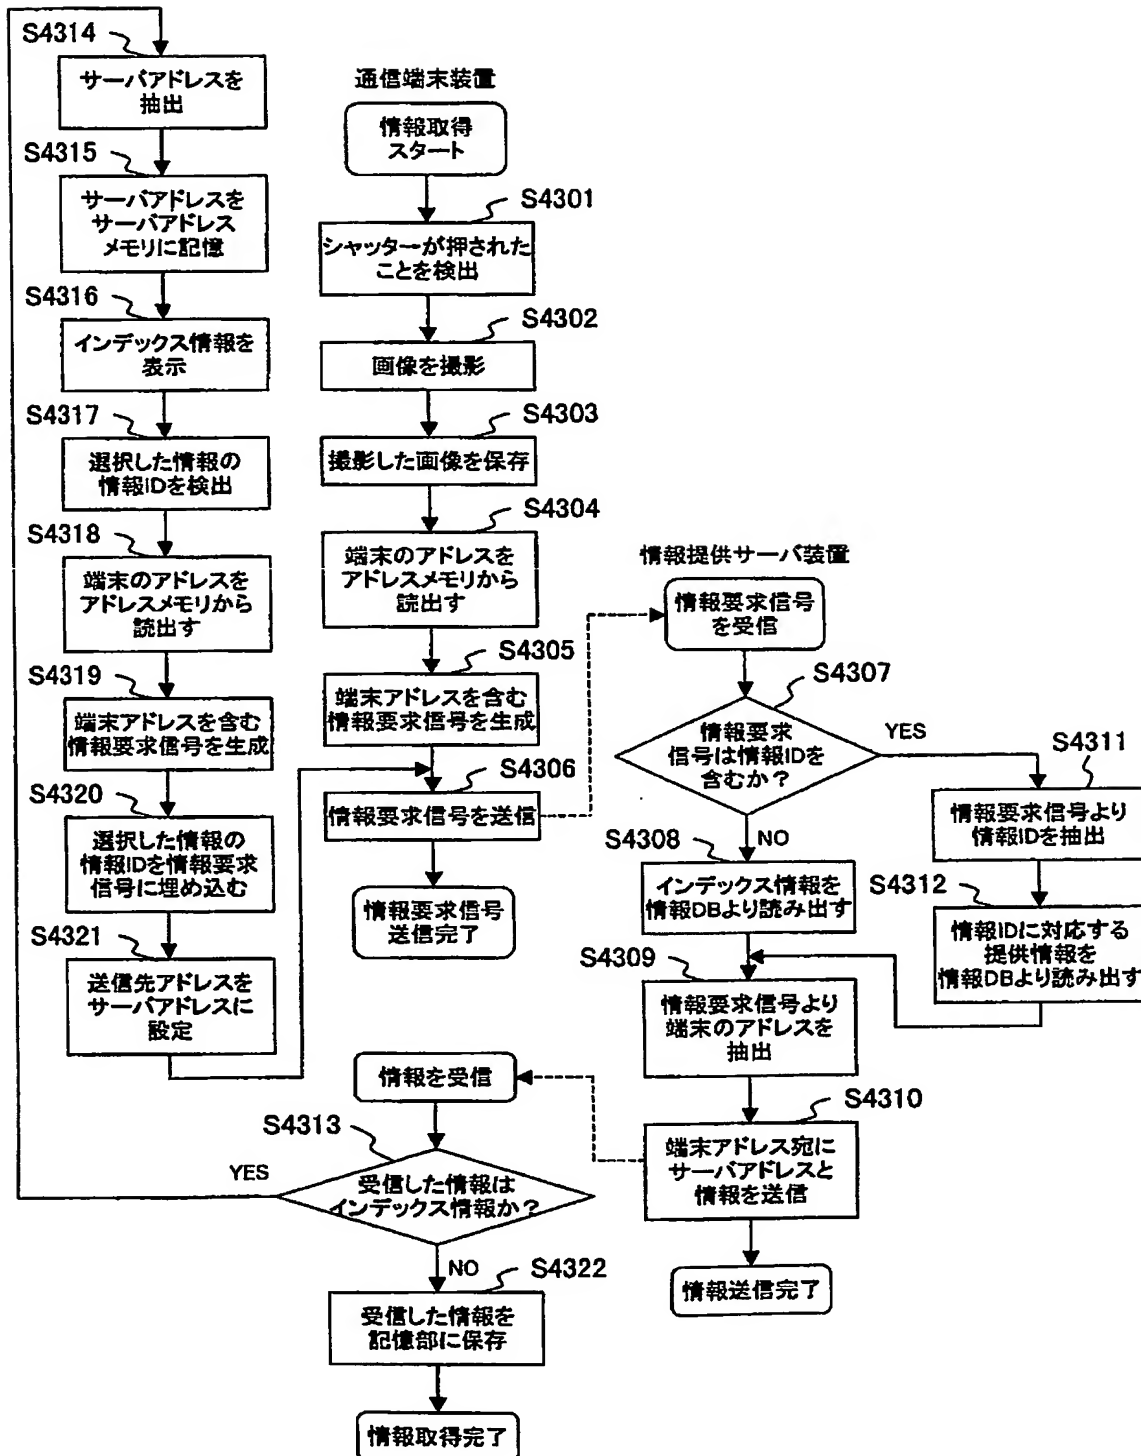 S4314
サーバアドレスを
抽出
S4315
サーバアドレスを
サーバアドレス
メモリに記憶
S4316
インデックス情報を
表示
S4317
選択した情報の
情報IDを検出
S4318
端末のアドレスを
アドレスメモリから
読出す
S4319
端末アドレスを含む
情報要求信号を生成
S4320
選択した情報の
情報IDを情報要求
信号に埋め込む
S4321
送信先アドレスを
サーバアドレスに
設定
通信端末装置
情報取得
スタート
S4301
シャッターが押された
ことを検出
S4302
画像を撮影
S4303
撮影した画像を保存
S4304
端末のアドレスを
アドレスメモリから
読出す
S4305
端末アドレスを含む
情報要求信号を生成
S4306
情報要求信号を送信
情報要求信号
送信完了
情報提供サーバ装置
情報要求信号
を受信
S4307
情報要求
信号は情報IDを
含むか?
YES
NO
S4311
情報要求信号より
情報IDを抽出
S4312
情報IDに対応する
提供情報を
情報DBより読み出す
S4308
インデックス情報を
情報DBより読み出す
S4309
情報要求信号より
端末のアドレスを
抽出
S4310
端末アドレス宛に
サーバアドレスと
情報を送信
情報送信完了
情報を受信
S4313
受信した情報は
インデックス情報か?
YES
NO
S4322
受信した情報を
記憶部に保存
情報取得完了